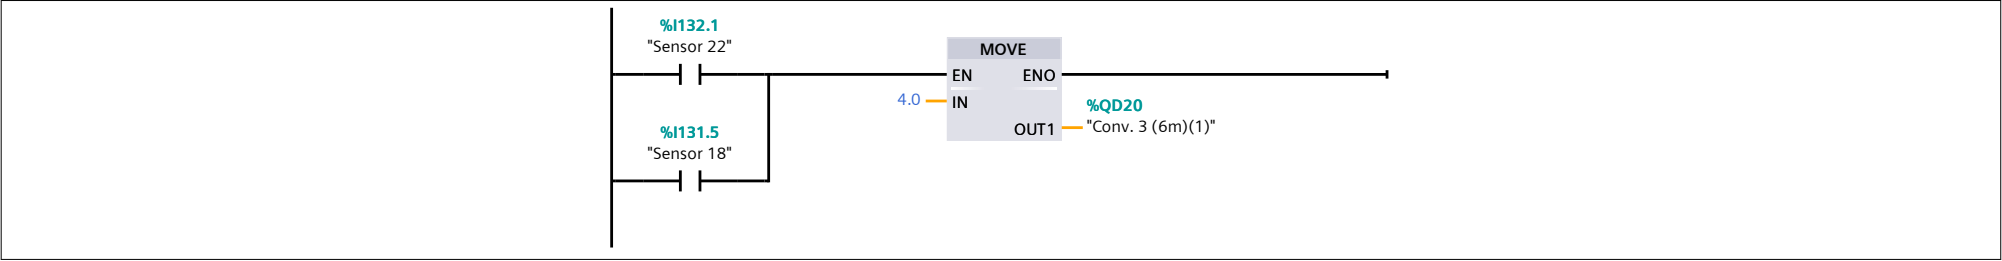 %I132.1
"Sensor 22"
MOVE
EN ENO
4.0 IN
%QD20
OUT1 "Conv. 3 (6m)(1)"
%I131.5
"Sensor 18"